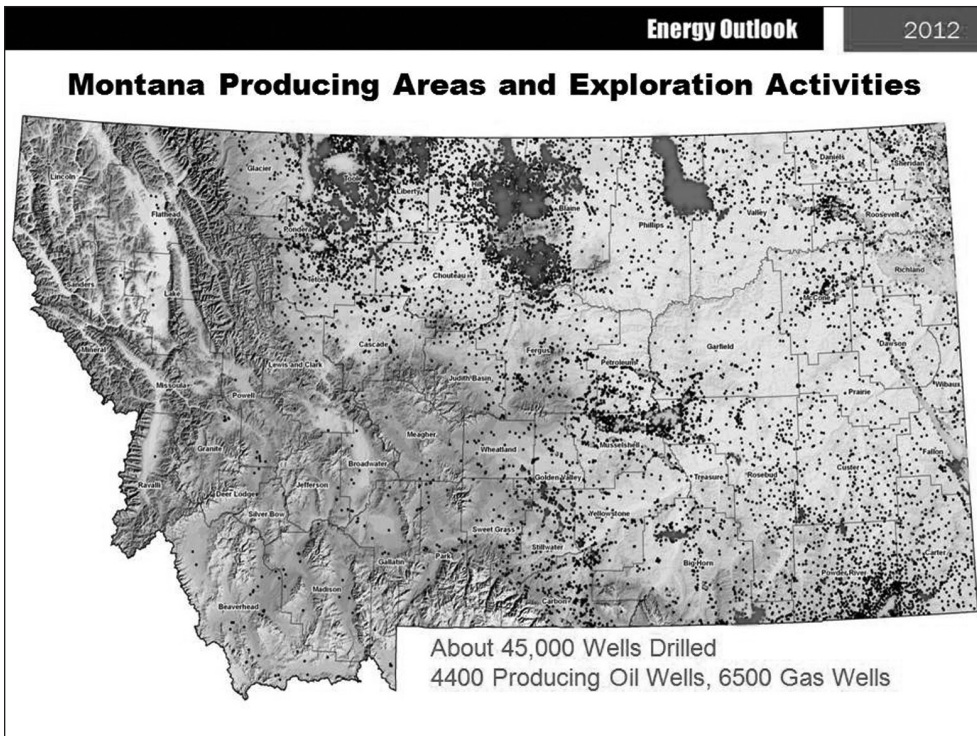 Energy Outlook 2012
Montana Producing Areas and Exploration Activities
Lincoln
Glacier
Liberty
Daniels
Sheridan
Flathead
Blaine
Phillips
Valley
Roosevelt
Pondera
Richland
Sanders
Lake
Teton
Chouteau
McCone
Mineral
Cascade
Fergus
Garfield
Dawson
Missoula
Lewis and Clark
Judith Basin
Petroleum
Prairie
Wibaux
Powell
Granite
Meagher
Wheatland
Musselshell
Ravalli
Broadwater
Golden Valley
Treasure
Rosebud
Custer
Fallon
Deer Lodge
Jefferson
Silver Bow
Sweet Grass
Yellowstone
Gallatin
Park
Stillwater
Big Horn
Powder River
Carter
Beaverhead
Madison
Carbon
About 45,000 Wells Drilled
4400 Producing Oil Wells, 6500 Gas Wells